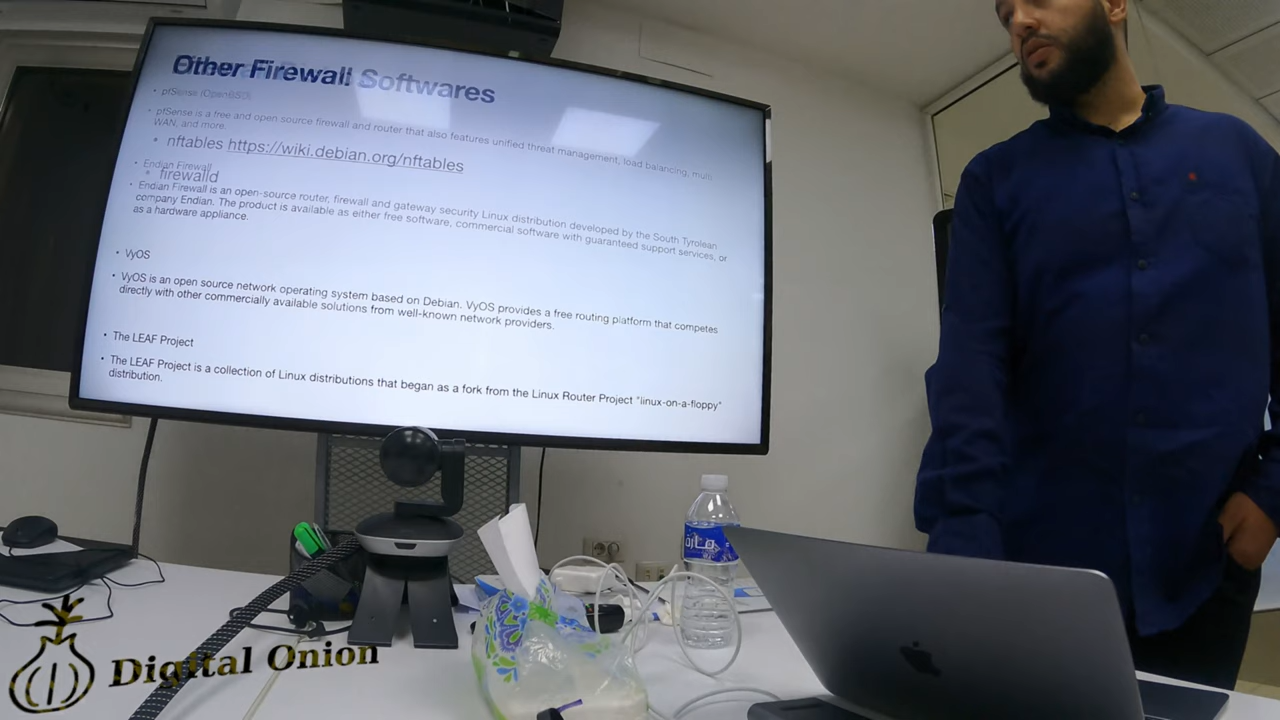 Other Firewall Softwares
• pfSense (OpenBSD)
• pfSense is a free and open source firewall and router that also features unified threat management, load balancing, multi
WAN, and more.
• nftables https://wiki.debian.org/nftables
• Endian Firewall
• firewalld
• Endian Firewall is an open-source router, firewall and gateway security Linux distribution developed by the South Tyrolean
company Endian. The product is available as either free software, commercial software with guaranteed support services, or
as a hardware appliance.
• VyOS
• VyOS is an open source network operating system based on Debian. VyOS provides a free routing platform that competes
directly with other commercially available solutions from well-known network providers.
• The LEAF Project
• The LEAF Project is a collection of Linux distributions that began as a fork from the Linux Router Project "linux-on-a-floppy"
distribution.
Digital Onion